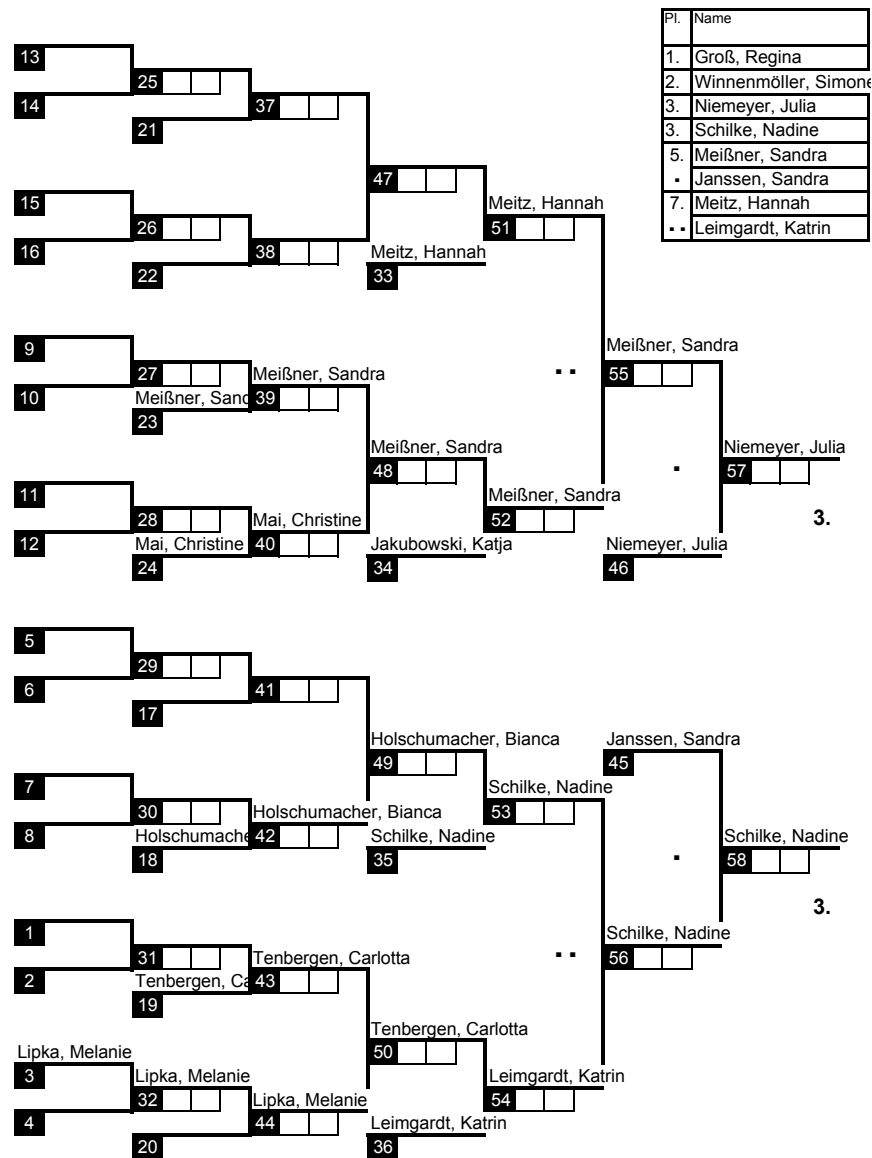 Pl. Name
1. Groß, Regina
2. Winnenmöller, Simone
3. Niemeyer, Julia
3. Schilke, Nadine
5. Meißner, Sandra
. Janssen, Sandra
7. Meitz, Hannah
. . Leimgardt, Katrin
13
25
14
37
21
47
15
Meitz, Hannah
26
51
16
38
Meitz, Hannah
22
33
9
Meißner, Sandra
27
Meißner, Sandra
. .
55
10
Meißner, Sand
39
23
Meißner, Sandra
Niemeyer, Julia
48
.
57
11
Meißner, Sandra
28
Mai, Christine
52
3.
12
Mai, Christine
40
Jakubowski, Katja
Niemeyer, Julia
24
34
46
5
29
6
41
17
Holschumacher, Bianca
Janssen, Sandra
49
45
7
Schilke, Nadine
30
Holschumacher, Bianca
53
8
Holschumache
42
Schilke, Nadine
Schilke, Nadine
18
35
.
58
3.
1
Schilke, Nadine
31
Tenbergen, Carlotta
. .
56
2
Tenbergen, Ca
43
19
Tenbergen, Carlotta
Lipka, Melanie
50
3
Lipka, Melanie
Leimgardt, Katrin
32
Lipka, Melanie
54
4
44
Leimgardt, Katrin
20
36